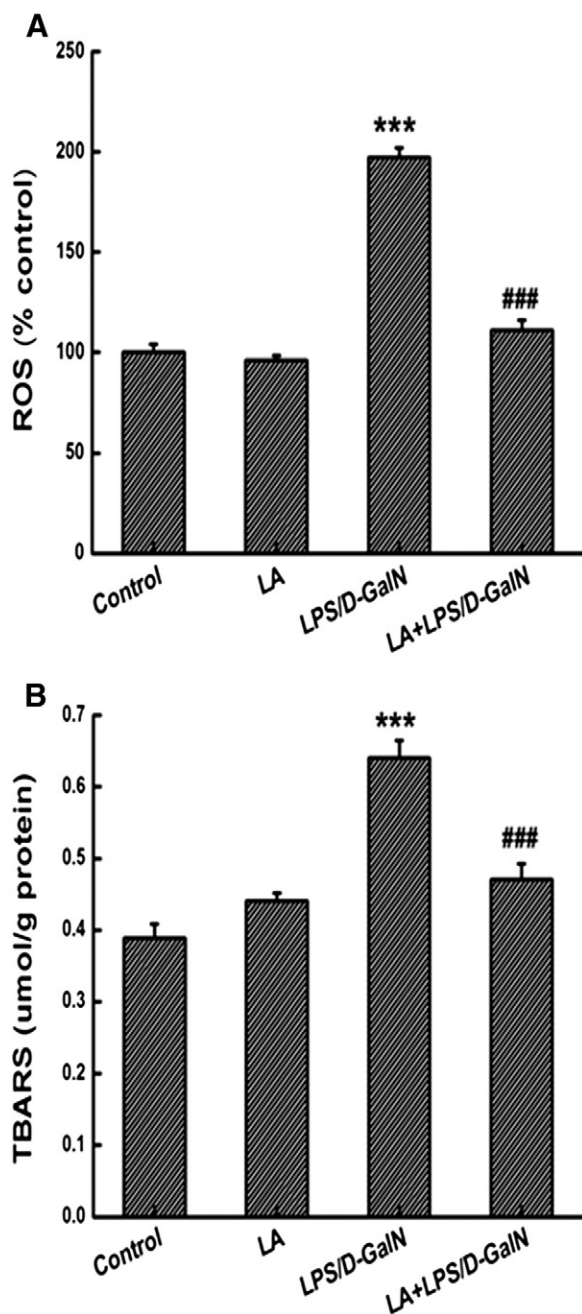 A
250
200
150
100
50
0
ROS (% control)
***
###
Control
LA
LPS/D-GalN
LA+LPS/D-GalN
B
0.7
0.6
0.5
0.4
0.3
0.2
0.1
0.0
TBARS (umol/g protein)
***
###
Control
LA
LPS/D-GalN
LA+LPS/D-GalN